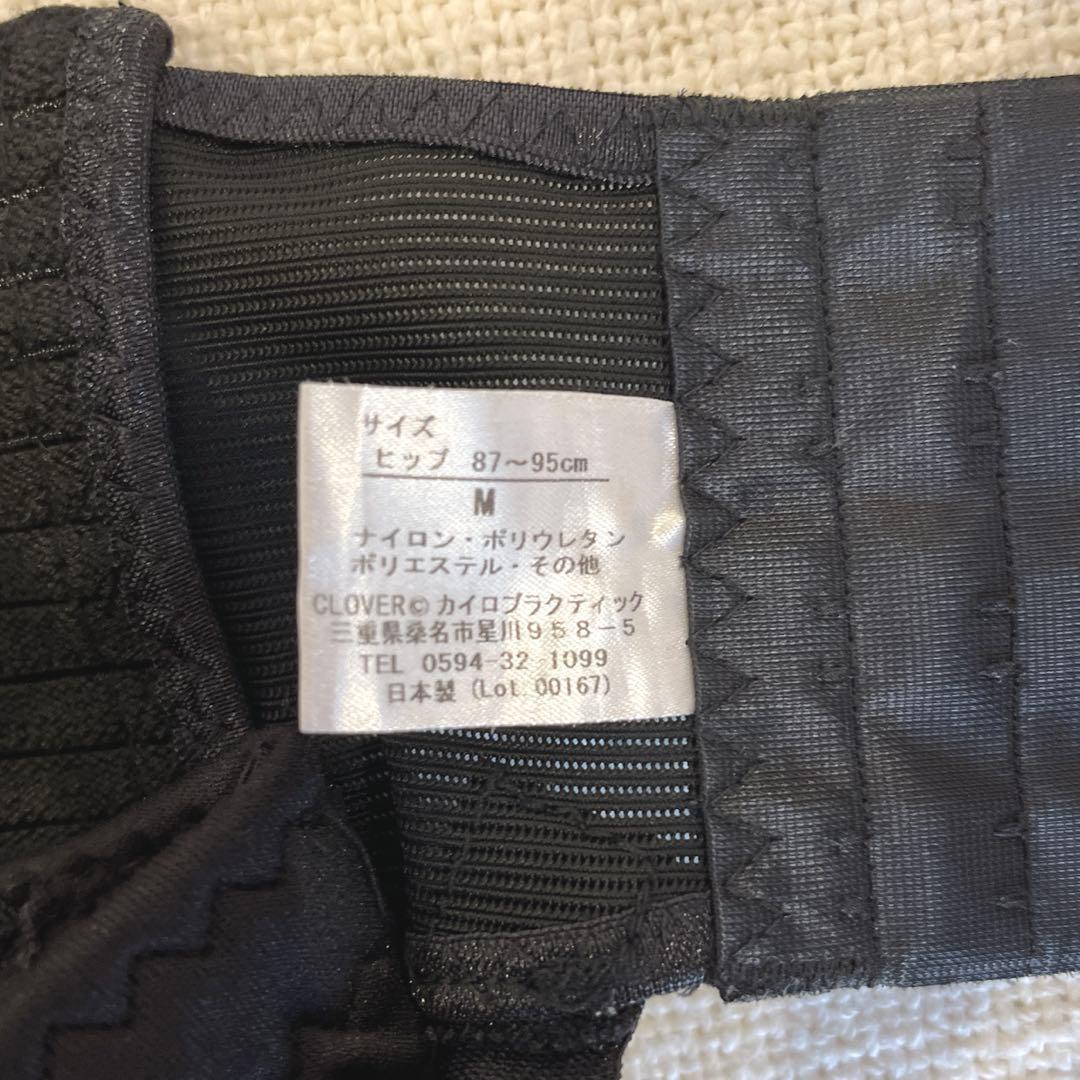 サイズ
ヒップ 87～95cm
M
ナイロン・ポリウレタン
ポリエステル・その他
CLOVER© カイロプラクティック
三重県桑名市星川958-5
TEL 0594-32-1099
日本製 (Lot. 00167)